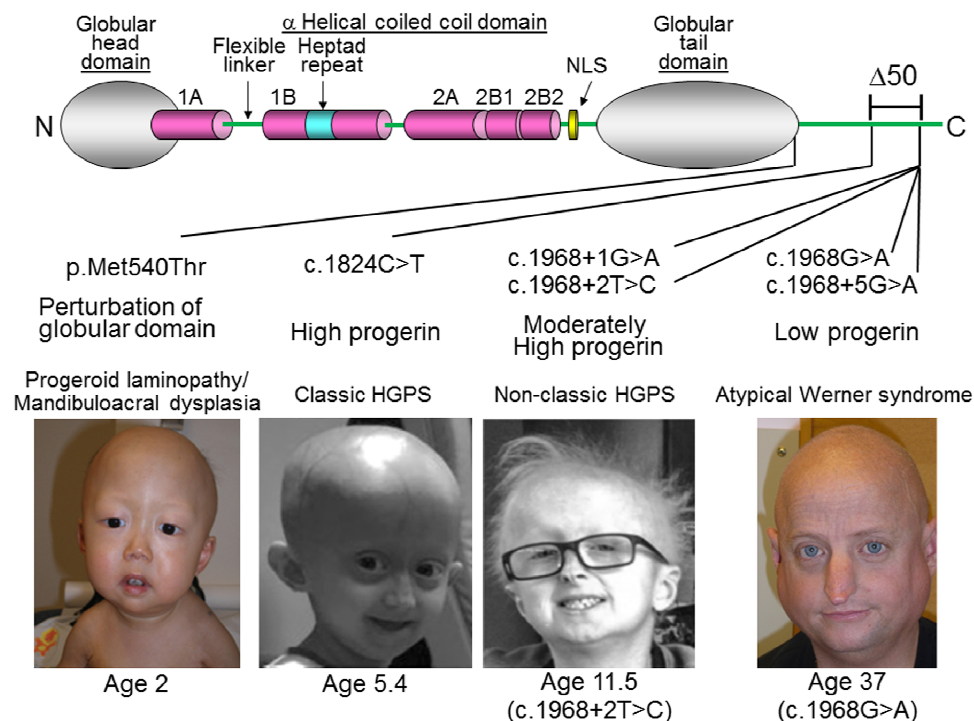 Globular
head
domain
α Helical coiled coil domain
Flexible
linker
Heptad
repeat
Globular
tail
domain
NLS
Δ50
1A
1B
2A
2B1
2B2
N
C
p.Met540Thr
c.1824C>T
c.1968+1G>A
c.1968+2T>C
c.1968G>A
c.1968+5G>A
Perturbation of
globular domain
High progerin
Moderately
High progerin
Low progerin
Progeroid laminopathy/
Mandibuloacral dysplasia
Classic HGPS
Non-classic HGPS
Atypical Werner syndrome
Age 2
Age 5.4
Age 11.5
(c.1968+2T>C)
Age 37
(c.1968G>A)